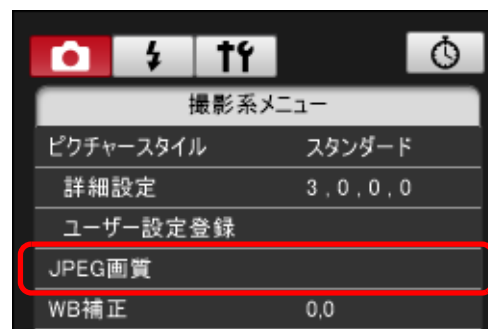 撮影系メニュー
ピクチャースタイル スタンダード
詳細設定 3 , 0 , 0 , 0
ユーザー設定登録
JPEG画質
WB補正 0,0